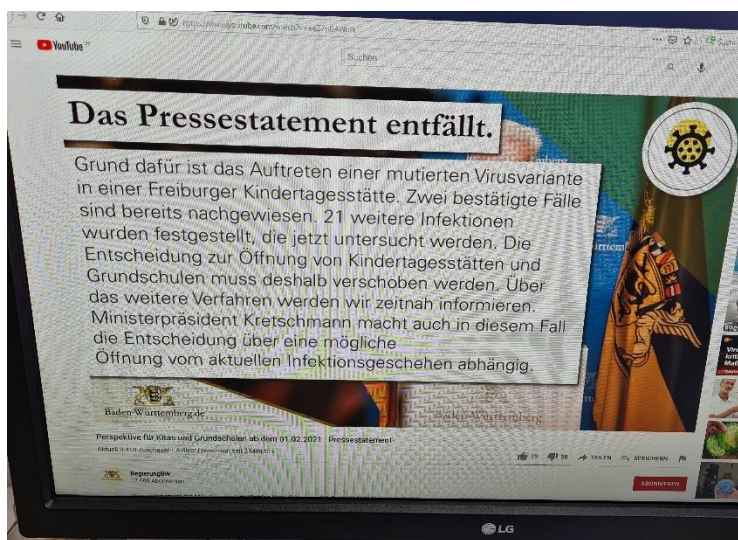 YouTube
Suchen
Das Pressestatement entfällt.
Grund dafür ist das Auftreten einer mutierten Virusvariante
in einer Freiburger Kindertagesstätte. Zwei bestätigte Fälle
sind bereits nachgewiesen. 21 weitere Infektionen
wurden festgestellt, die jetzt untersucht werden. Die
Entscheidung zur Öffnung von Kindertagesstätten und
Grundschulen muss deshalb verschoben werden. Über
das weitere Verfahren werden wir zeitnah informieren.
Ministerpräsident Kretschmann macht auch in diesem Fall
die Entscheidung über eine mögliche
Öffnung vom aktuellen Infektionsgeschehen abhängig.
Baden-Württemberg.de
Baden-Württemberg
Perspektive für Kitas und Grundschulen ab dem 01.02.2021 Pressestatement
TEILEN SPEICHERN
RegierungBW
ABONNIEREN
LG